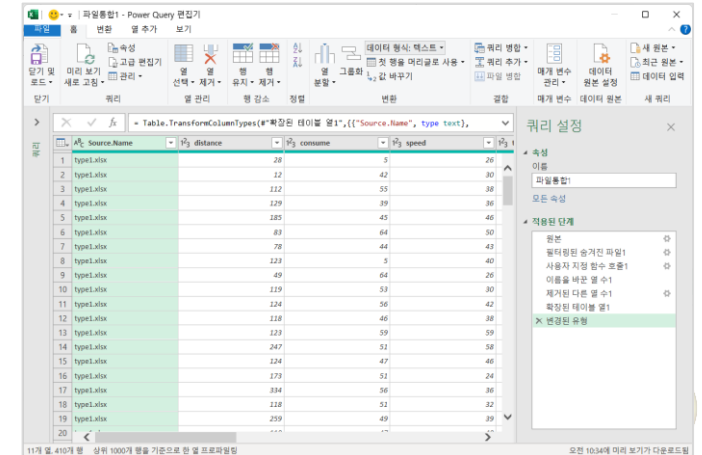 파일통합1 - Power Query 편집기
파일 홈 변환 열 추가 보기
닫기 및 로드
미리 보기 새로 고침
속성
고급 편집기
관리
열 선택
열 제거
행 유지
행 제거
열 분할
그룹화
데이터 형식: 텍스트
첫 행을 머리글로 사용
값 바꾸기
쿼리 병합
쿼리 추가
파일 병합
매개 변수 관리
데이터 원본 설정
새 원본
최근 원본
데이터 입력
닫기 쿼리 열 관리 행 감소 정렬 변환 결합 매개 변수 데이터 원본 새 쿼리
쿼리
fx = Table.TransformColumnTypes(#"확장된 테이블 열1",{{"Source.Name", type text},
Source.Name distance consume speed
1 type1.xlsx 28 5 26
2 type1.xlsx 12 42 30
3 type1.xlsx 112 55 38
4 type1.xlsx 129 39 36
5 type1.xlsx 185 45 46
6 type1.xlsx 83 64 50
7 type1.xlsx 78 44 43
8 type1.xlsx 123 5 40
9 type1.xlsx 49 64 26
10 type1.xlsx 119 53 30
11 type1.xlsx 124 56 42
12 type1.xlsx 118 46 38
13 type1.xlsx 123 59 59
14 type1.xlsx 247 51 58
15 type1.xlsx 124 47 46
16 type1.xlsx 173 51 24
17 type1.xlsx 334 56 36
18 type1.xlsx 118 51 32
19 type1.xlsx 259 49 39
20
쿼리 설정
속성
이름
파일통합1
모든 속성
적용된 단계
원본
필터링된 숨겨진 파일1
사용자 지정 함수 호출1
이름을 바꾼 열 수1
제거된 다른 열 수1
확장된 테이블 열1
변경된 유형
11개 열, 410개 행 상위 1000개 행을 기준으로 한 열 프로파일링
오전 10:34에 미리 보기가 다운로드됨